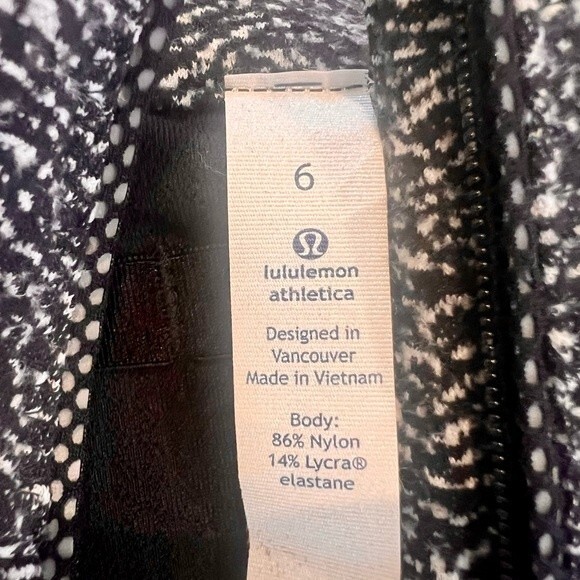 6
lululemon
athletica
Designed in
Vancouver
Made in Vietnam
Body:
86% Nylon
14% Lycra®
elastane